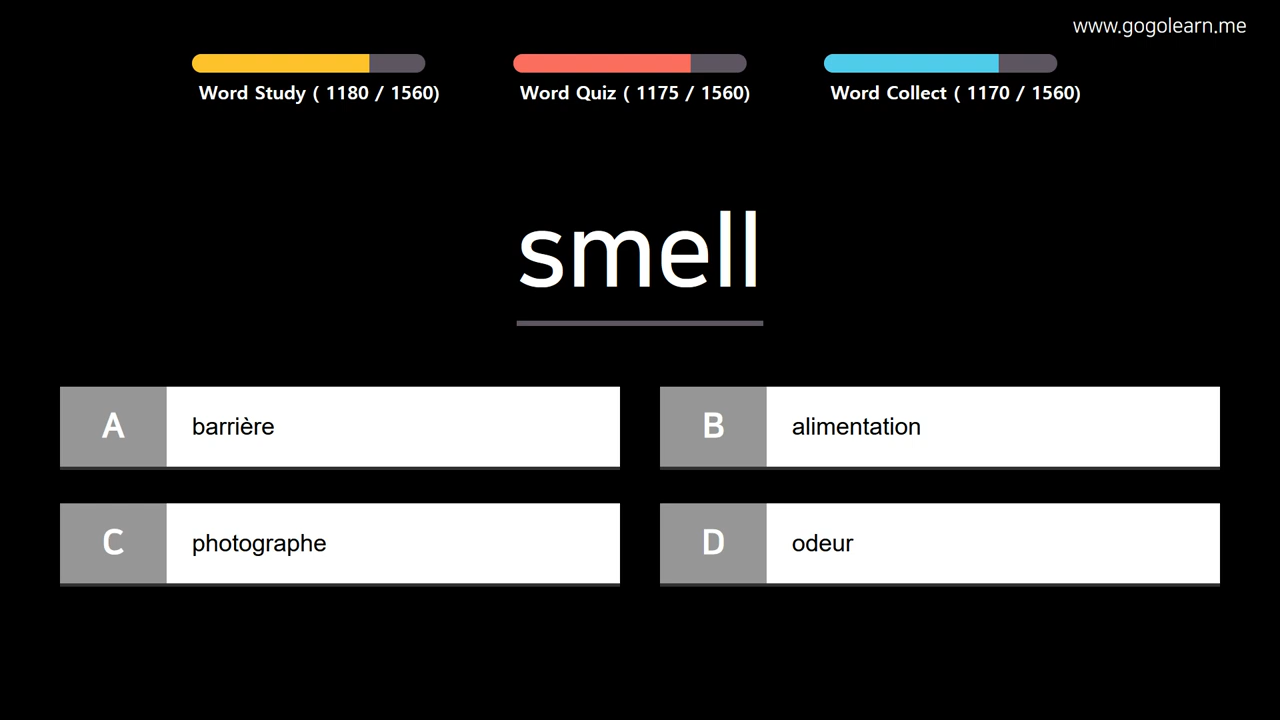 www.gogolearn.me
Word Study ( 1180 / 1560)
Word Quiz ( 1175 / 1560)
Word Collect ( 1170 / 1560)
smell
A barrière
B alimentation
C photographe
D odeur